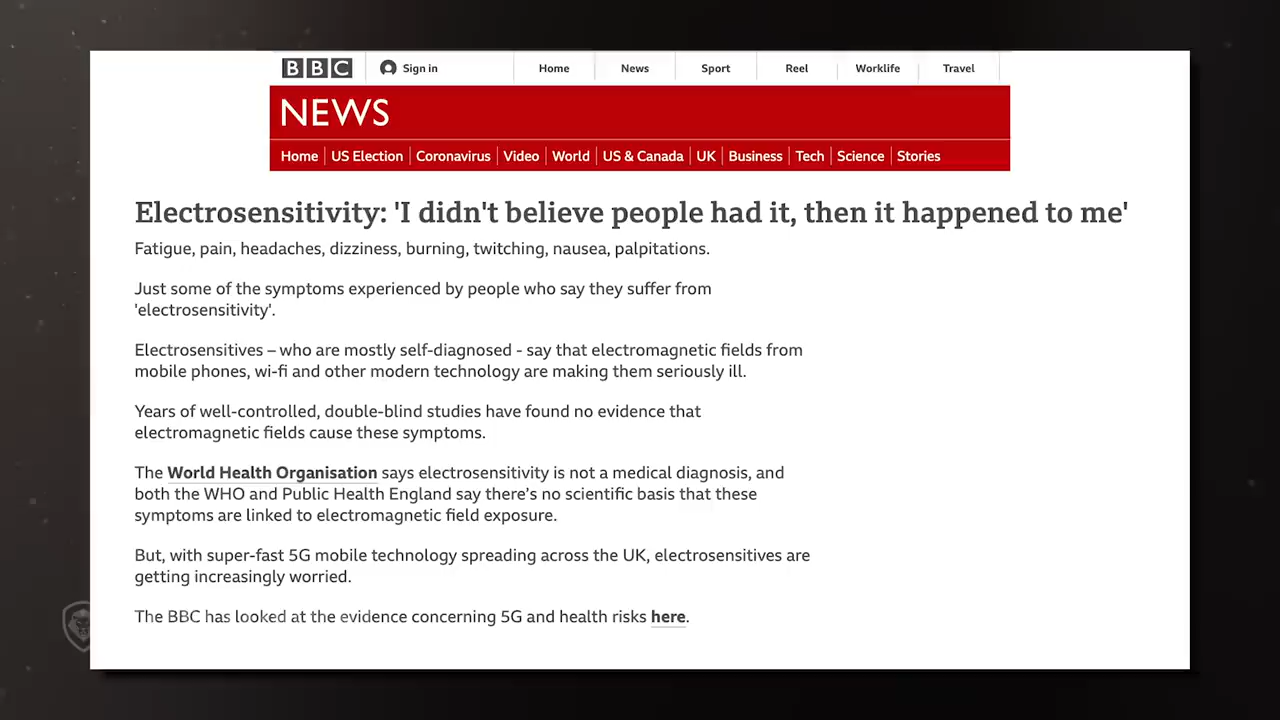 BBC Sign in Home News Sport Reel Worklife Travel
NEWS
Home US Election Coronavirus Video World US & Canada UK Business Tech Science Stories
Electrosensitivity: 'I didn't believe people had it, then it happened to me'
Fatigue, pain, headaches, dizziness, burning, twitching, nausea, palpitations.
Just some of the symptoms experienced by people who say they suffer from
'electrosensitivity'.
Electrosensitives – who are mostly self-diagnosed - say that electromagnetic fields from
mobile phones, wi-fi and other modern technology are making them seriously ill.
Years of well-controlled, double-blind studies have found no evidence that
electromagnetic fields cause these symptoms.
The World Health Organisation says electrosensitivity is not a medical diagnosis, and
both the WHO and Public Health England say there's no scientific basis that these
symptoms are linked to electromagnetic field exposure.
But, with super-fast 5G mobile technology spreading across the UK, electrosensitives are
getting increasingly worried.
The BBC has looked at the evidence concerning 5G and health risks here.